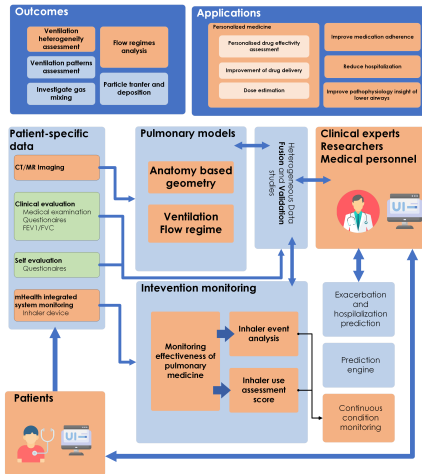 Outcomes
Ventilation
heterogeneity
assessment
Flow regimes
analysis
Ventilation patterns
assessment
Investigate gas
mixing
Particle tranfer and
deposition
Applications
Personalized medicine
Personalised drug effectivity
assessment
Improvement of drug delivery
Dose estimation
Improve medication adherence
Reduce hospitalization
Improve pathophysiology insight of
lower airways
Patient-specific
data
CT/MR Imaging
Clinical evaluation
Medical examination
Questionaires
FEV1/FVC
Self evaluation
Questionaires
mHealth integrated
system monitoring
Inhaler device
Pulmonary models
Anatomy based
geometry
Ventilation
Flow regime
Heterogeneous Data
Fusion and Validation
studies
Clinical experts
Researchers
Medical personnel
UI
Intevention monitoring
Monitoring
effectiveness of
pulmonary
medicine
Inhaler event
analysis
Inhaler use
assessment
score
Exacerbation
and
hospilalization
prediction
Prediction
engine
Continuous
condition
monitoring
Patients
UI